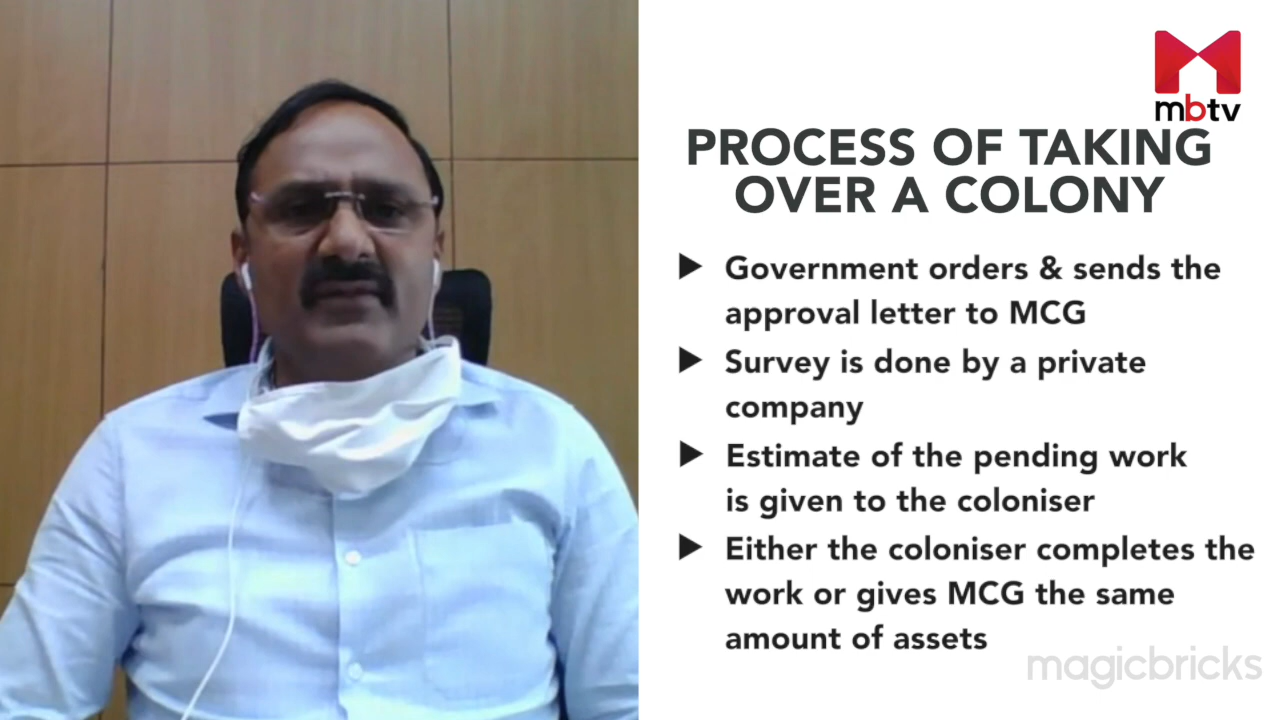 mbtv
PROCESS OF TAKING
OVER A COLONY
▶ Government orders & sends the
approval letter to MCG
▶ Survey is done by a private
company
▶ Estimate of the pending work
is given to the coloniser
▶ Either the coloniser completes the
work or gives MCG the same
amount of assets
magicbricks